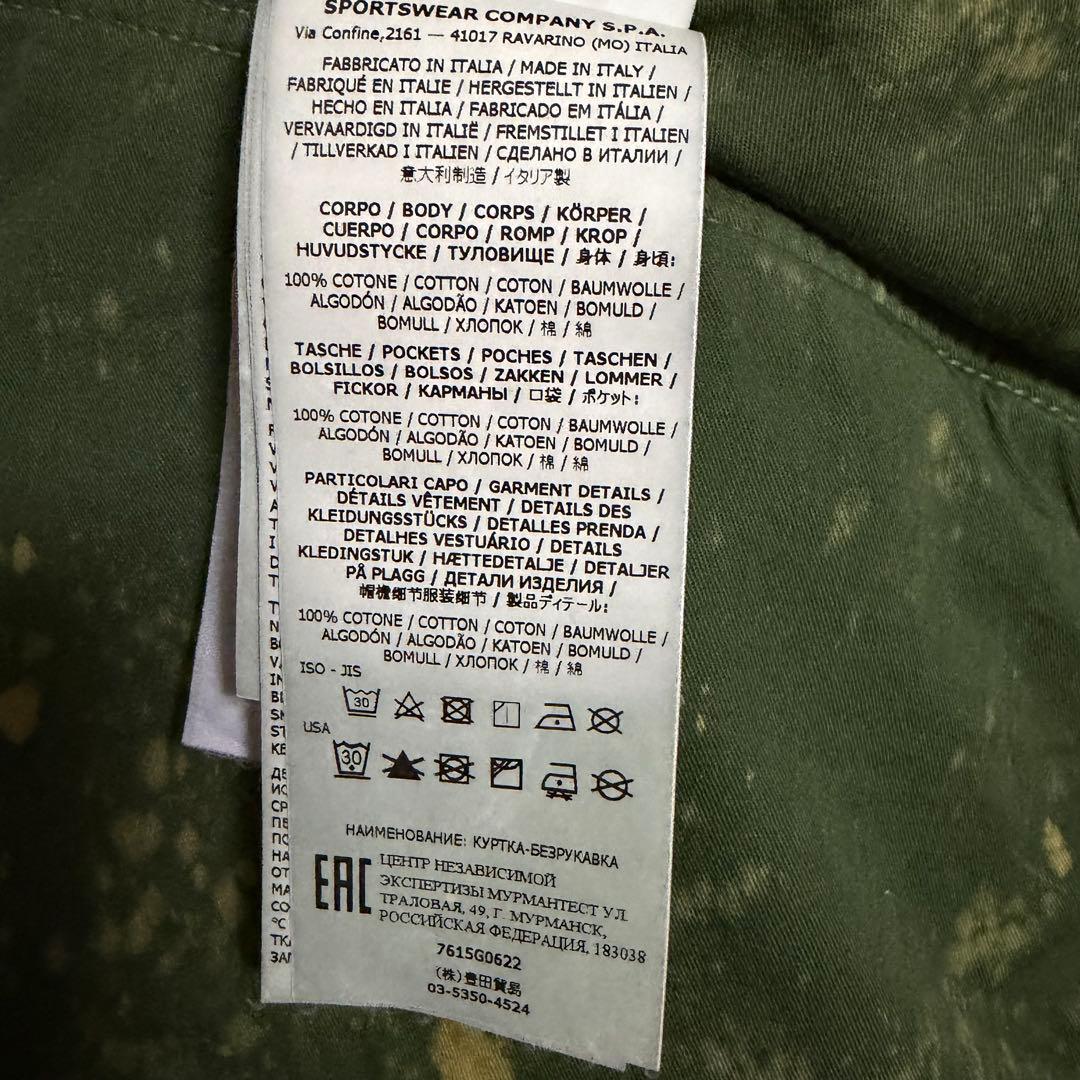 SPORTSWEAR COMPANY S.P.A.
Via Confine,2161 — 41017 RAVARINO (MO) ITALIA
FABBRICATO IN ITALIA / MADE IN ITALY /
FABRIQUÉ EN ITALIE / HERGESTELLT IN ITALIEN /
HECHO EN ITALIA / FABRICADO EM ITÁLIA /
VERVAARDIGD IN ITALIË / FREMSTILLET I ITALIEN
/ TILLVERKAD I ITALIEN / СДЕЛАНО В ИТАЛИИ /
意大利制造 / イタリア製
CORPO / BODY / CORPS / KÖRPER /
CUERPO / CORPO / ROMP / KROP /
HUVUDSTYCKE / ТУЛОВИЩЕ / 身体 / 身頃:
100% COTONE / COTTON / COTON / BAUMWOLLE /
ALGODÓN / ALGODÃO / KATOEN / BOMULD /
BOMULL / ХЛОПОК / 棉 / 綿
TASCHE / POCKETS / POCHES / TASCHEN /
BOLSILLOS / BOLSOS / ZAKKEN / LOMMER /
FICKOR / КАРМАНЫ / 口袋 / ポケット:
100% COTONE / COTTON / COTON / BAUMWOLLE /
ALGODÓN / ALGODÃO / KATOEN / BOMULD /
BOMULL / ХЛОПОК / 棉 / 綿
PARTICOLARI CAPO / GARMENT DETAILS /
DÉTAILS VÊTEMENT / DETAILS DES
KLEIDUNGSSTÜCKS / DETALLES PRENDA /
DETALHES VESTUÁRIO / DETAILS
KLEDINGSTUK / HÆTTEDETALJE / DETALJER
PÅ PLAGG / ДЕТАЛИ ИЗДЕЛИЯ /
帽檐细节服装细节 / 製品ディテール:
100% COTONE / COTTON / COTON / BAUMWOLLE /
ALGODÓN / ALGODÃO / KATOEN / BOMULD /
BOMULL / ХЛОПОК / 棉 / 綿
ISO - JIS
30
USA
30
НАИМЕНОВАНИЕ: КУРТКА-БЕЗРУКАВКА
EAC
ЦЕНТР НЕЗАВИСИМОЙ
ЭКСПЕРТИЗЫ МУРМАНТЕСТ УЛ.
ТРАЛОВАЯ, 49, Г. МУРМАНСК,
РОССИЙСКАЯ ФЕДЕРАЦИЯ, 183038
7615G0622
(株)豊田貿易
03-5350-4524